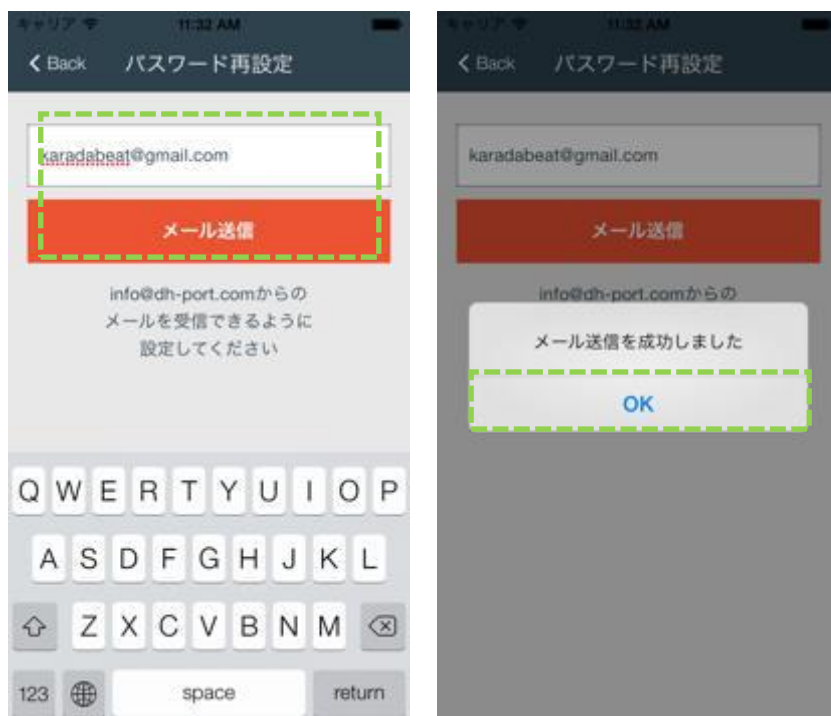 キャリア 11:32 AM
Back パスワード再設定
karadabeat@gmail.com
メール送信
info@dh-port.comからの
メールを受信できるように
設定してください
Q W E R T Y U I O P
A S D F G H J K L
Z X C V B N M
123 space return
キャリア 11:32 AM
Back パスワード再設定
karadabeat@gmail.com
メール送信
info@dh-port.comからの
メール送信を成功しました
OK